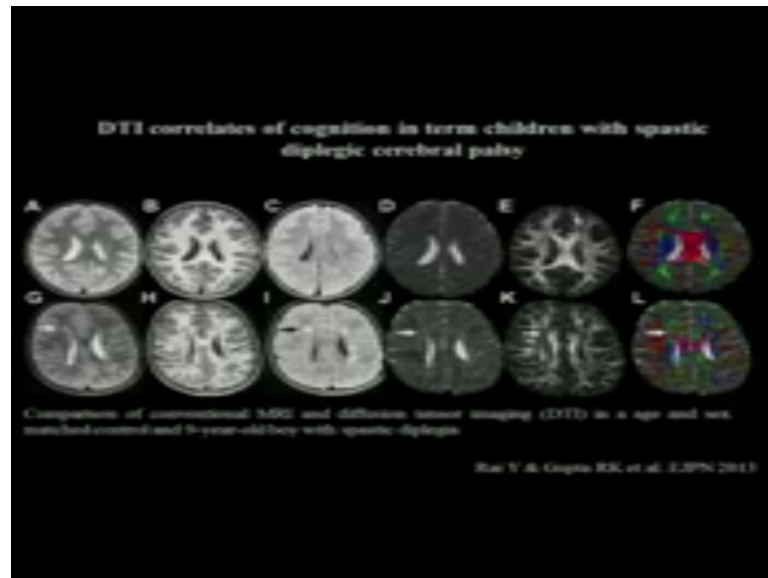 DTI correlates of cognition in term children with spastic
diplegic cerebral palsy
A B C D E F
G H I J K L
Comparison of conventional MRI and diffusion tensor imaging (DTI) in a age and sex
matched control and 9-year-old boy with spastic diplegia
Rai Y & Gupta RK et al. EJPN 2013